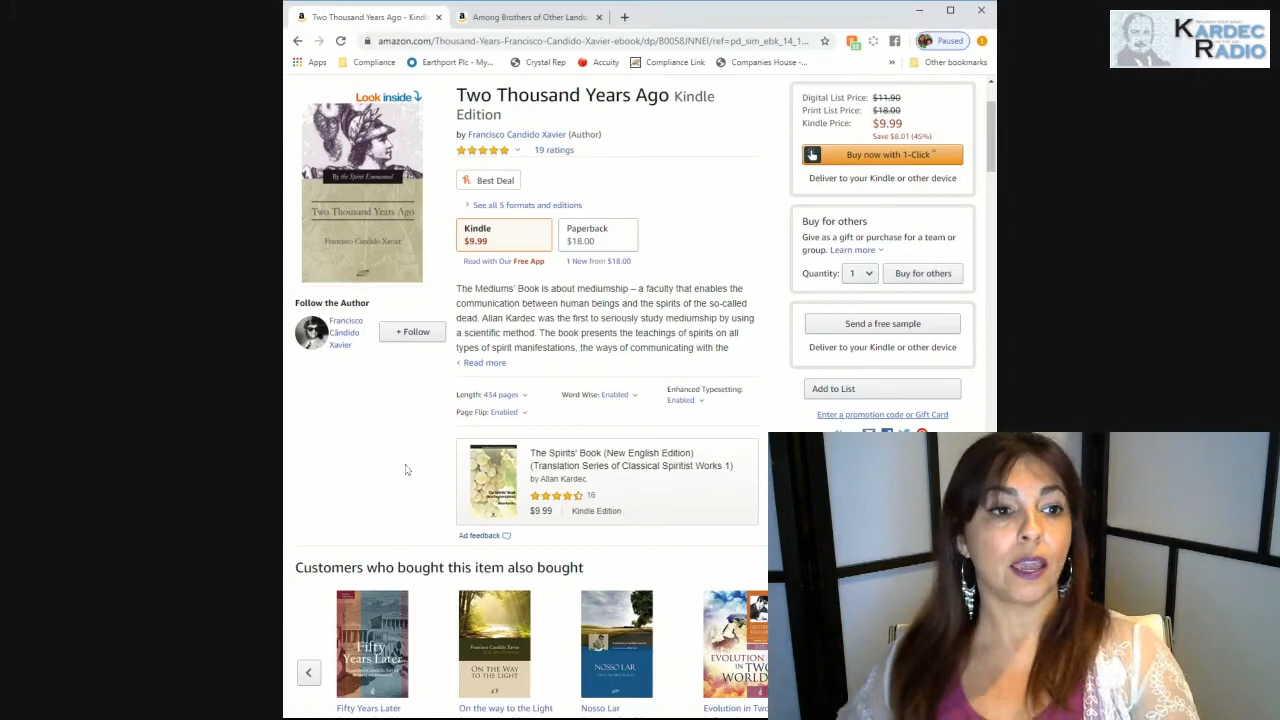 Two Thousand Years Ago - Kindl
Among Brothers of Other Lands
amazon.com/Thousand-Years-Francisco-Candido-Xavier-ebook/dp/B0058JNNEI/ref=pd_sim_ebk_14_1...
Paused
Apps
Compliance
Earthport Plc - My...
Crystal Rep
Accuity
Compliance Link
Companies House -...
»
Other bookmarks
KARDEC
RADIO
Look inside
By the Spirit Emmanuel
Two Thousand Years Ago
Francisco Candido Xavier
Follow the Author
Francisco
Cândido
Xavier
+ Follow
Two Thousand Years Ago Kindle
Edition
by Francisco Candido Xavier (Author)
19 ratings
Best Deal
See all 5 formats and editions
Kindle
$9.99
Paperback
$18.00
Read with Our Free App
1 New from $18.00
The Mediums' Book is about mediumship – a faculty that enables the
communication between human beings and the spirits of the so-called
dead. Allan Kardec was the first to seriously study mediumship by using
a scientific method. The book presents the teachings of spirits on all
types of spirit manifestations, the ways of communicating with the
Read more
Length: 434 pages
Word Wise: Enabled
Enhanced Typesetting:
Enabled
Page Flip: Enabled
The Spirits' Book (New English Edition)
(Translation Series of Classical Spiritist Works 1)
by Allan Kardec
16
$9.99
Kindle Edition
Ad feedback
Digital List Price: $11.90
Print List Price: $18.00
Kindle Price: $9.99
Save $8.01 (45%)
Buy now with 1-Click
Deliver to your Kindle or other device
Buy for others
Give as a gift or purchase for a team or
group. Learn more
Quantity: 1
Buy for others
Send a free sample
Deliver to your Kindle or other device
Add to List
Enter a promotion code or Gift Card
Customers who bought this item also bought
Fifty
Years Later
ON THE WAY
TO THE LIGHT
NOSSO LAR
EVOLUTION
IN TWO
WORLD
Fifty Years Later
On the way to the Light
Nosso Lar
Evolution in Two